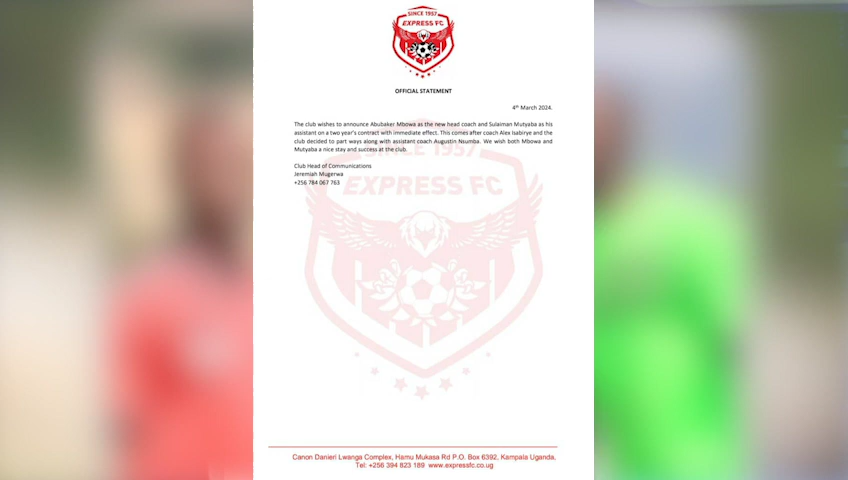 SINCE 1957
EXPRESS FC
OFFICIAL STATEMENT
4th March 2024.
The club wishes to announce Abubaker Mbowa as the new head coach and Sulaiman Mutyaba as his
assistant on a two year's contract with immediate effect. This comes after coach Alex Isabirye and the
club decided to part ways along with assistant coach Augustin Nsumba. We wish both Mbowa and
Mutyaba a nice stay and success at the club.
Club Head of Communications
Jeremiah Mugerwa
+256 784 067 763
SINCE 1957
EXPRESS FC
Canon Danieri Lwanga Complex, Hamu Mukasa Rd P.O. Box 6392, Kampala Uganda,
Tel: +256 394 823 189 www.expressfc.co.ug